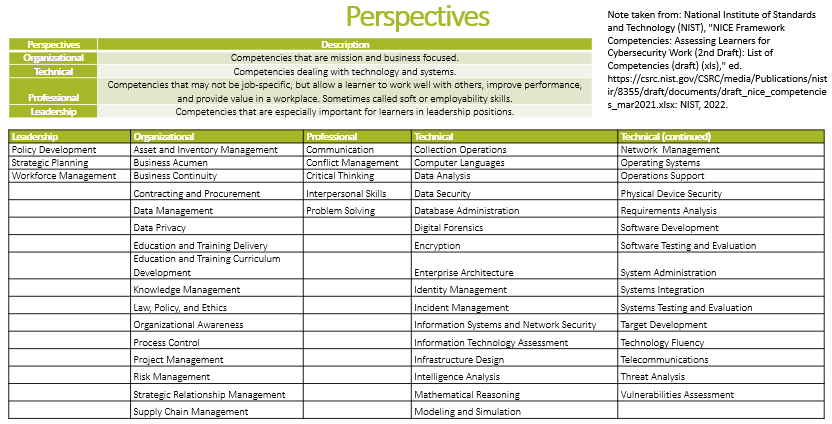 Perspectives
Note taken from: National Institute of Standards
and Technology (NIST), "NICE Framework
Competencies: Assessing Learners for
Cybersecurity Work (2nd Draft): List of
Competencies (draft) (xls)," ed.
https://csrc.nist.gov/CSRC/media/Publications/nist
ir/8355/draft/documents/draft_nice_competencie
s_mar2021.xlsx: NIST, 2022.
Perspectives Description
Organizational Competencies that are mission and business focused.
Technical Competencies dealing with technology and systems.
Competencies that may not be job-specific, but allow a learner to work well with others, improve performance,
Professional and provide value in a workplace. Sometimes called soft or employability skills.
Leadership Competencies that are especially important for learners in leadership positions.
Leadership Organizational Professional Technical Technical (continued)
Policy Development Asset and Inventory Management Communication Collection Operations Network Management
Strategic Planning Business Acumen Conflict Management Computer Languages Operating Systems
Workforce Management Business Continuity Critical Thinking Data Analysis Operations Support
Contracting and Procurement Interpersonal Skills Data Security Physical Device Security
Data Management Problem Solving Database Administration Requirements Analysis
Data Privacy Digital Forensics Software Development
Education and Training Delivery Encryption Software Testing and Evaluation
Education and Training Curriculum
Development Enterprise Architecture System Administration
Knowledge Management Identity Management Systems Integration
Law, Policy, and Ethics Incident Management Systems Testing and Evaluation
Organizational Awareness Information Systems and Network Security Target Development
Process Control Information Technology Assessment Technology Fluency
Project Management Infrastructure Design Telecommunications
Risk Management Intelligence Analysis Threat Analysis
Strategic Relationship Management Mathematical Reasoning Vulnerabilities Assessment
Supply Chain Management Modeling and Simulation